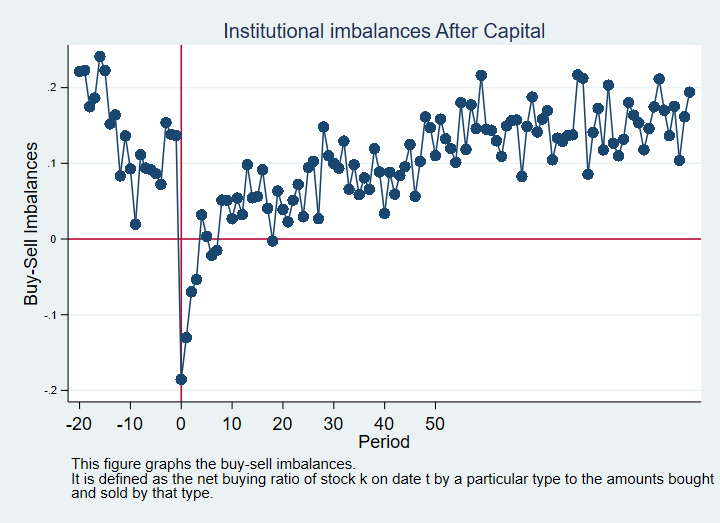 Institutional imbalances After Capital
Buy-Sell Imbalances
.2
.1
0
-.1
-.2
-20 -10 0 10 20 30 40 50
Period
This figure graphs the buy-sell imbalances.
It is defined as the net buying ratio of stock k on date t by a particular type to the amounts bought
and sold by that type.